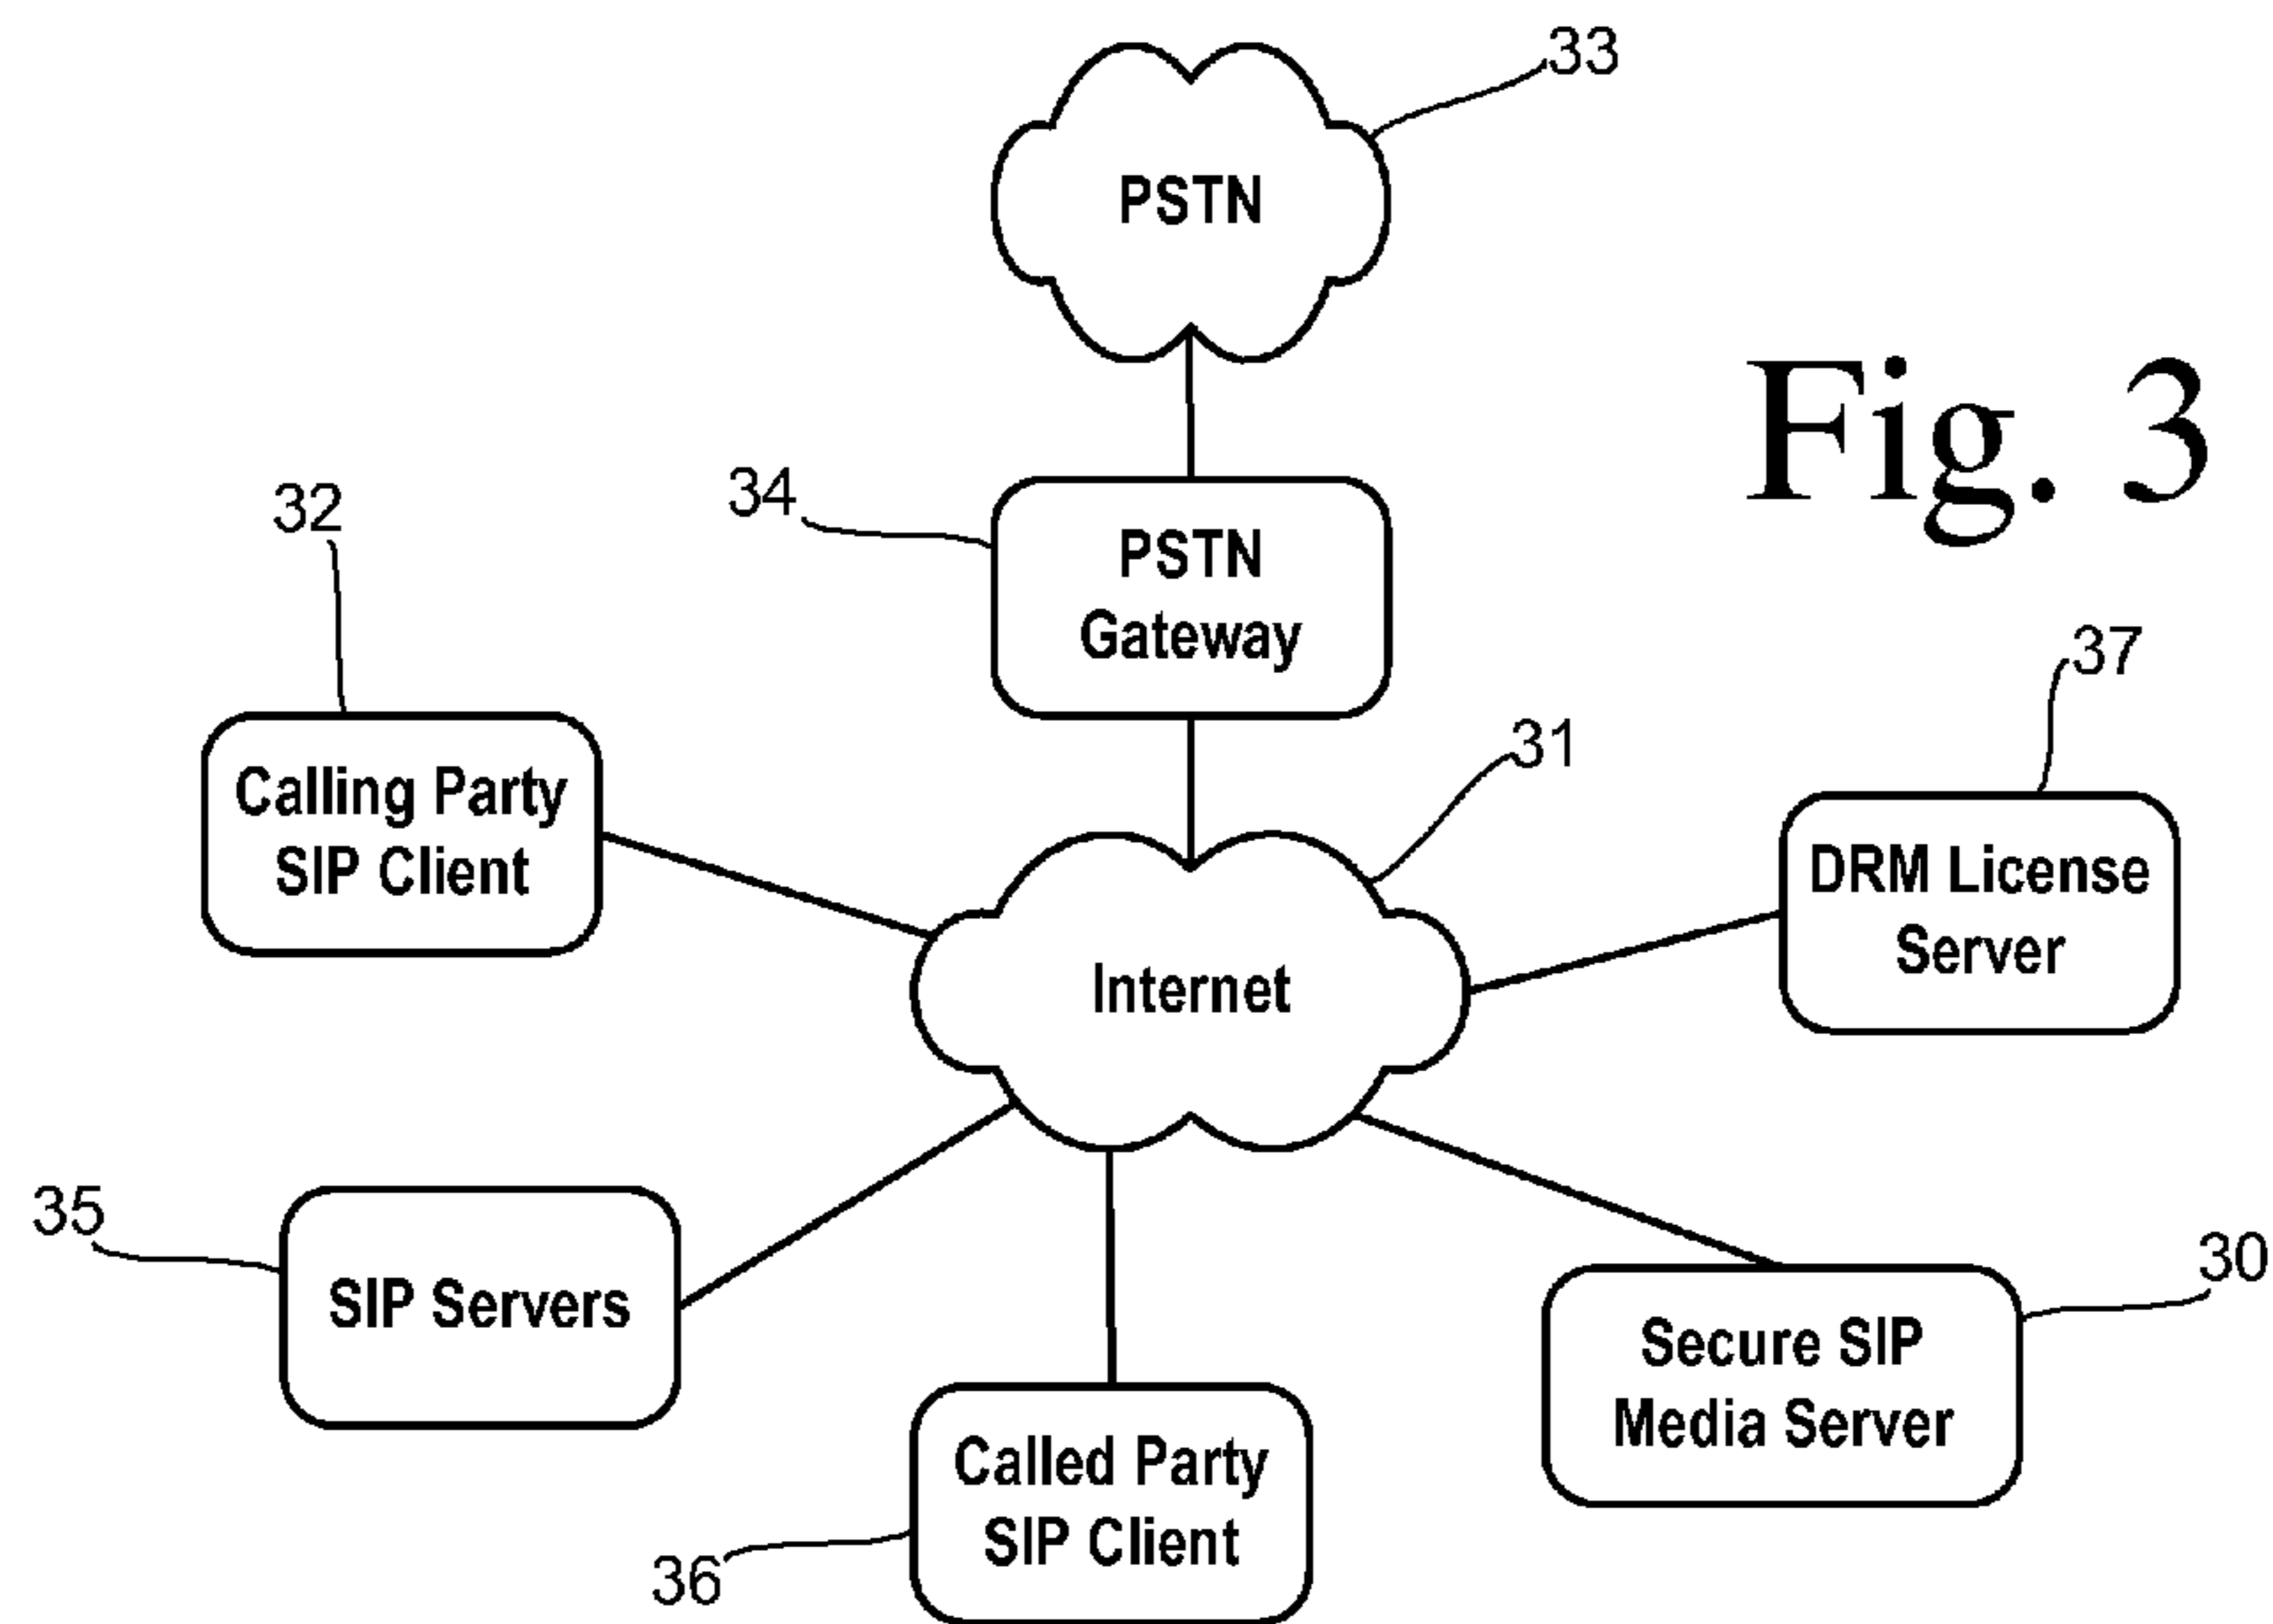 33
PSTN
Fig. 3
34
32
PSTN
Gateway
37
31
Calling Party
SIP Client
DRM License
Server
Internet
35
30
SIP Servers
Secure SIP
Media Server
Called Party
SIP Client
36